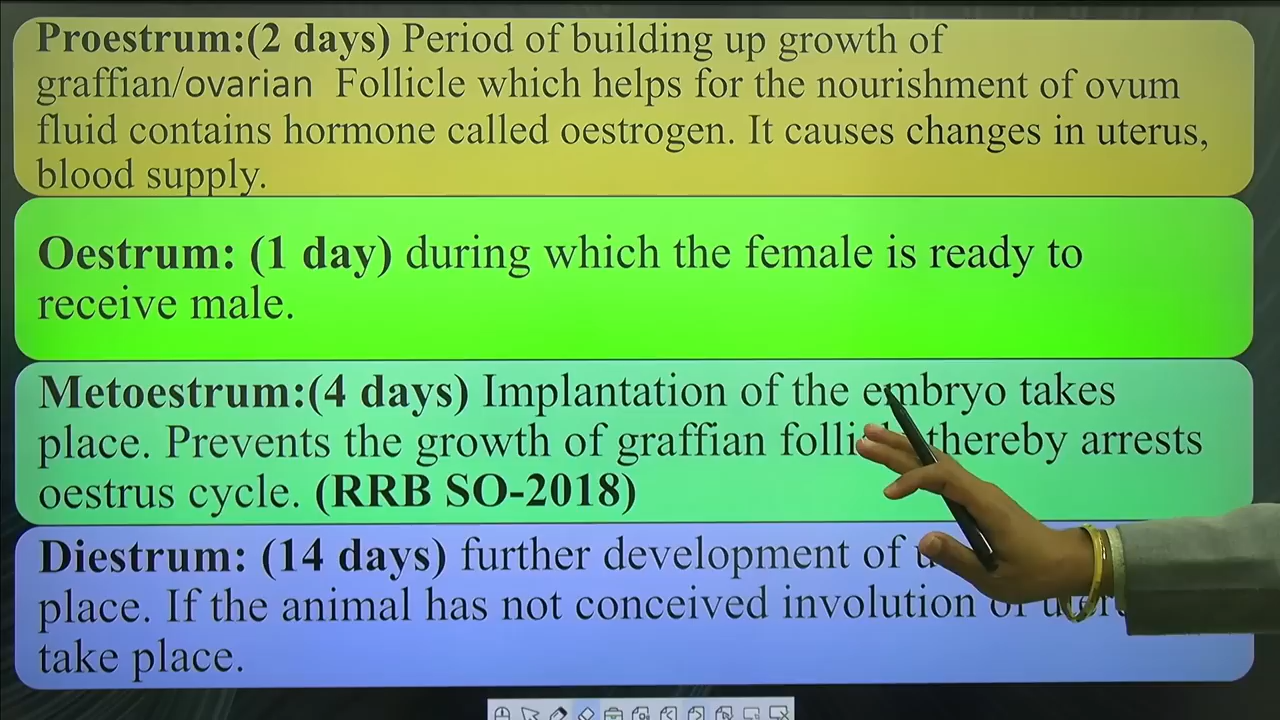 Proestrum:(2 days) Period of building up growth of
graffian/ovarian Follicle which helps for the nourishment of ovum
fluid contains hormone called oestrogen. It causes changes in uterus,
blood supply.
Oestrum: (1 day) during which the female is ready to
receive male.
Metoestrum:(4 days) Implantation of the embryo takes
place. Prevents the growth of graffian thereby arrests
oestrus cycle. (RRB SO-2018)
Diestrum: (14 days) further development of
place. If the animal has not conceived involution
take place.